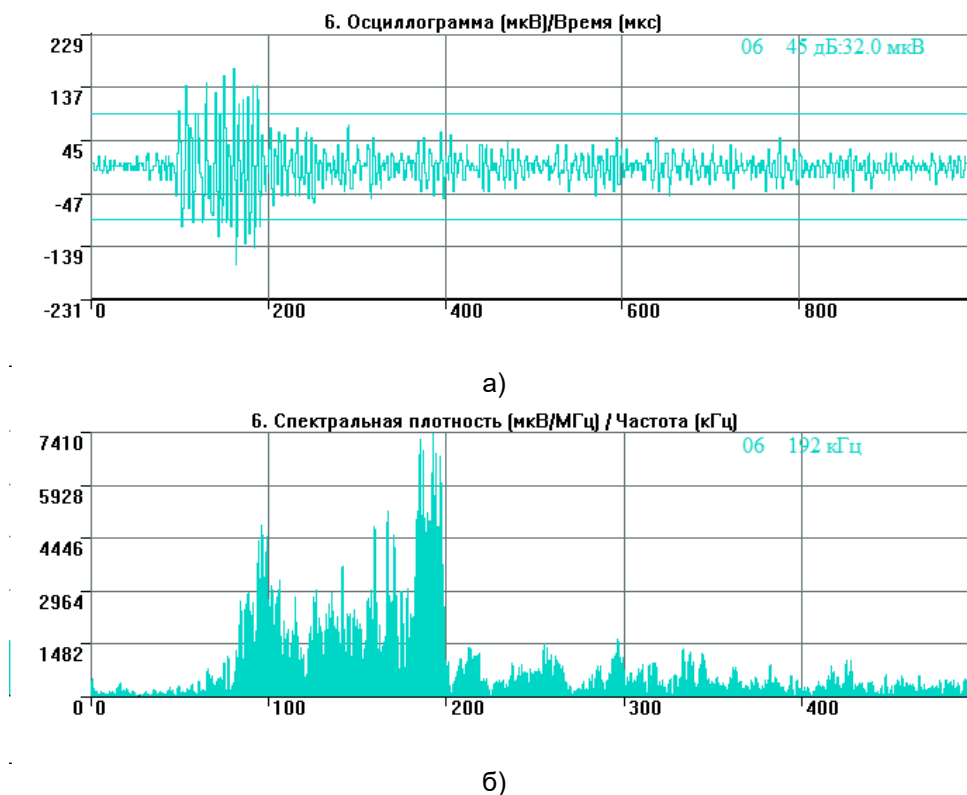 6. Осциллограмма (мкВ)/Время (мкс)
229
06 45 дБ:32.0 мкВ
137
45
-47
-139
-231 0 200 400 600 800
а)
6. Спектральная плотность (мкВ/МГц) / Частота (кГц)
7410
06 192 кГц
5928
4446
2964
1482
0 0 100 200 300 400
б)